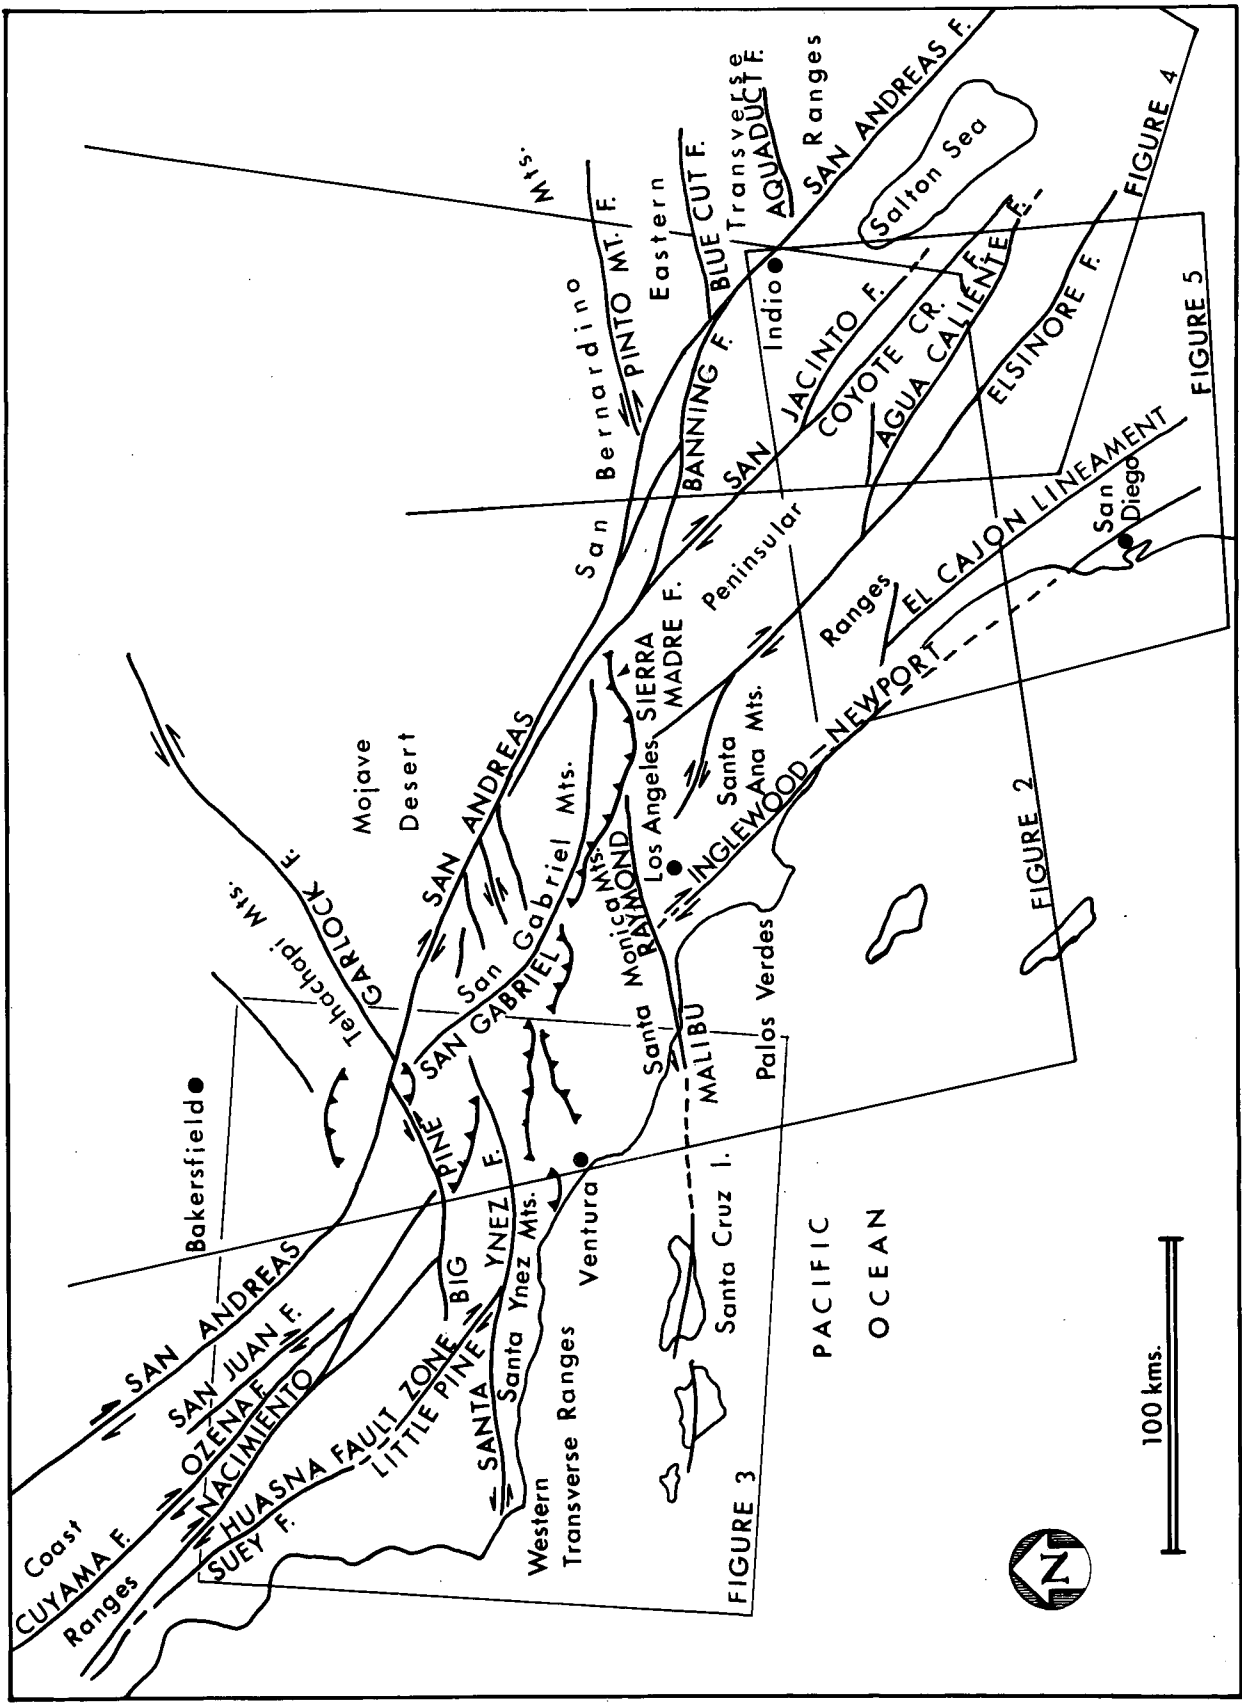 Coast
Ranges
CUYAMA F.
SAN ANDREAS
SAN JUAN F.
OZENA F.
NACIMIENTO
HUASNA FAULT ZONE
LITTLE PINE
SUEY F.
BIG PINE
SANTA YNEZ F.
Santa Ynez Mts.
Western
Transverse Ranges
FIGURE 3
Bakersfield
Ventura
Santa Cruz I.
PACIFIC
OCEAN
100 kms.
N
Tehachapi Mts.
GARLOCK F.
Mojave
Desert
SAN ANDREAS
San Gabriel Mts.
SAN GABRIEL
Santa Monica Mts.
RAYMOND
MALIBU
Palos Verdes
Los Angeles
SIERRA
MADRE F.
Santa
Ana Mts.
INGLEWOOD — NEWPORT
FIGURE 2
San Bernardino Mts.
PINTO MT. F.
Eastern
Transverse
Ranges
BLUE CUT F.
AQUADUCT F.
SAN ANDREAS F.
BANNING F.
Indio
Salton Sea
SAN JACINTO F.
COYOTE CR. F.
AGUA CALIENTE F.
ELSINORE F.
Peninsular
Ranges
EL CAJON LINEAMENT
San
Diego
FIGURE 4
FIGURE 5